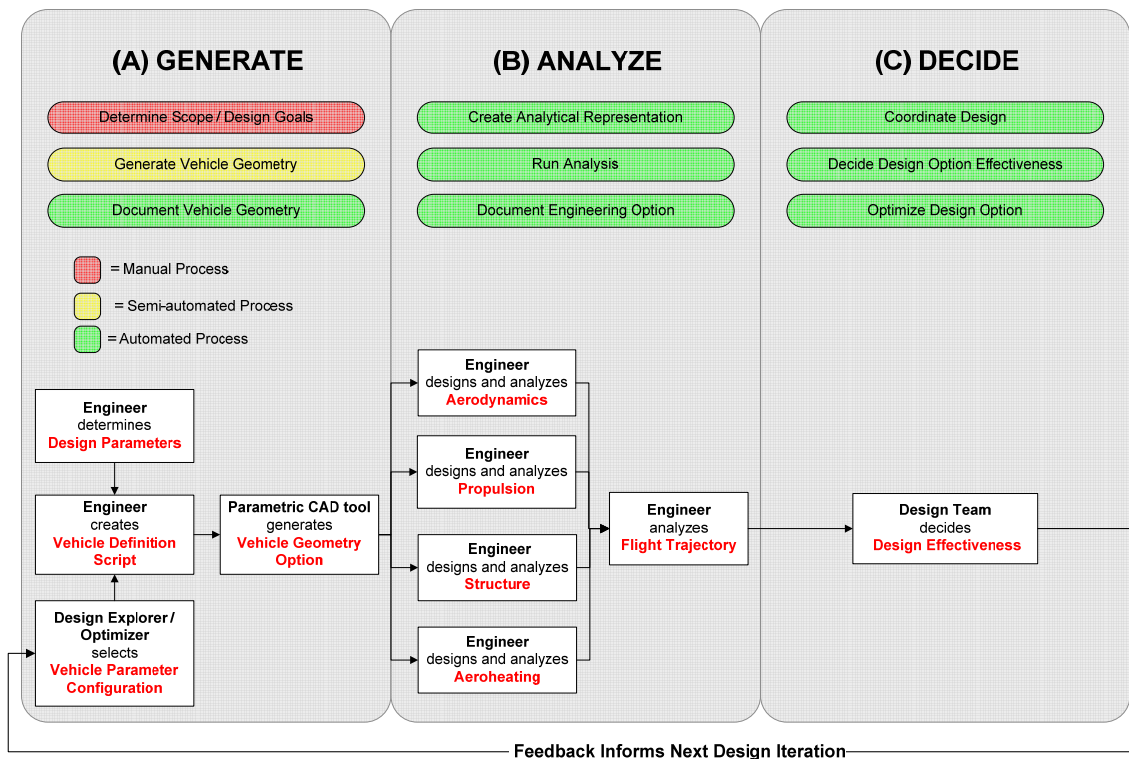 (A) GENERATE
Determine Scope / Design Goals
Generate Vehicle Geometry
Document Vehicle Geometry
= Manual Process
= Semi-automated Process
= Automated Process
Engineer
determines
Design Parameters
Engineer
creates
Vehicle Definition
Script
Design Explorer /
Optimizer
selects
Vehicle Parameter
Configuration
Parametric CAD tool
generates
Vehicle Geometry
Option
(B) ANALYZE
Create Analytical Representation
Run Analysis
Document Engineering Option
Engineer
designs and analyzes
Aerodynamics
Engineer
designs and analyzes
Propulsion
Engineer
designs and analyzes
Structure
Engineer
designs and analyzes
Aeroheating
Engineer
analyzes
Flight Trajectory
(C) DECIDE
Coordinate Design
Decide Design Option Effectiveness
Optimize Design Option
Design Team
decides
Design Effectiveness
Feedback Informs Next Design Iteration